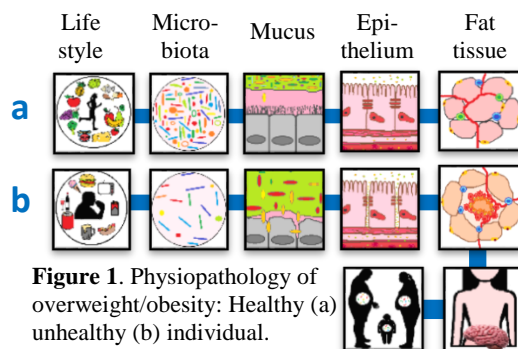 Life Micro- Mucus Epi- Fat
style biota thelium tissue
a
b
Figure 1. Physiopathology of
overweight/obesity: Healthy (a)
unhealthy (b) individual.